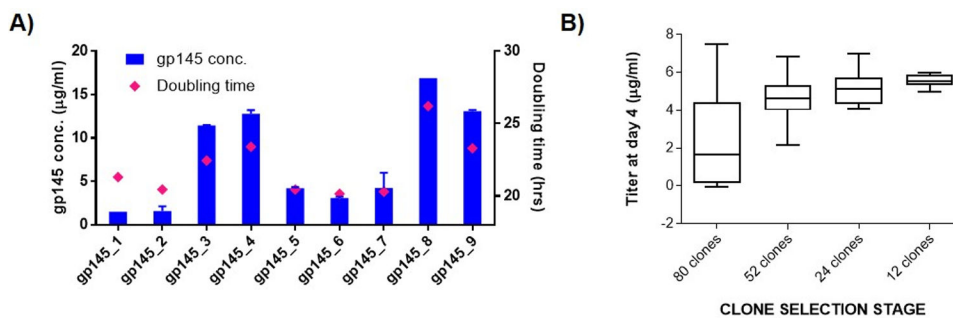 A)
gp145 conc. (µg/ml)
20
15
10
5
0
gp145 conc.
Doubling time
30
25
20
Doubling time (hrs)
gp145_1
gp145_2
gp145_3
gp145_4
gp145_5
gp145_6
gp145_7
gp145_8
gp145_9
B)
Titer at day 4 (µg/ml)
8
6
4
2
0
-2
80 clones
52 clones
24 clones
12 clones
CLONE SELECTION STAGE